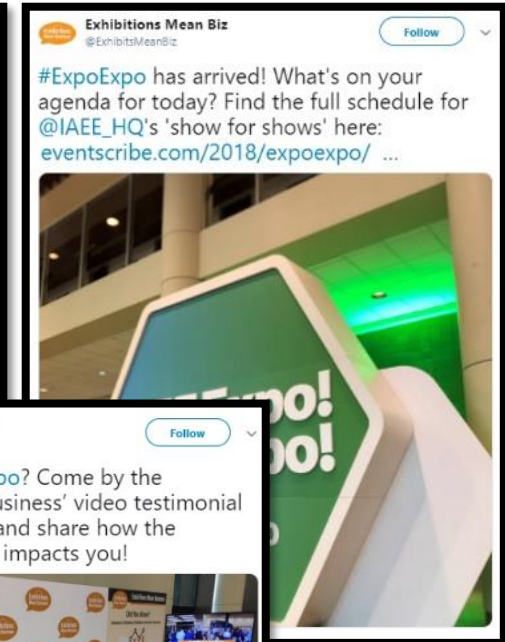 Exhibitions Mean Biz
@ExhibitsMeanBiz
Follow
#ExpoExpo has arrived! What's on your
agenda for today? Find the full schedule for
@IAEE_HQ's 'show for shows' here:
eventscribe.com/2018/expoexpo/ ...
po!
po!
Follow
po? Come by the
usiness' video testimonial
and share how the
impacts you!